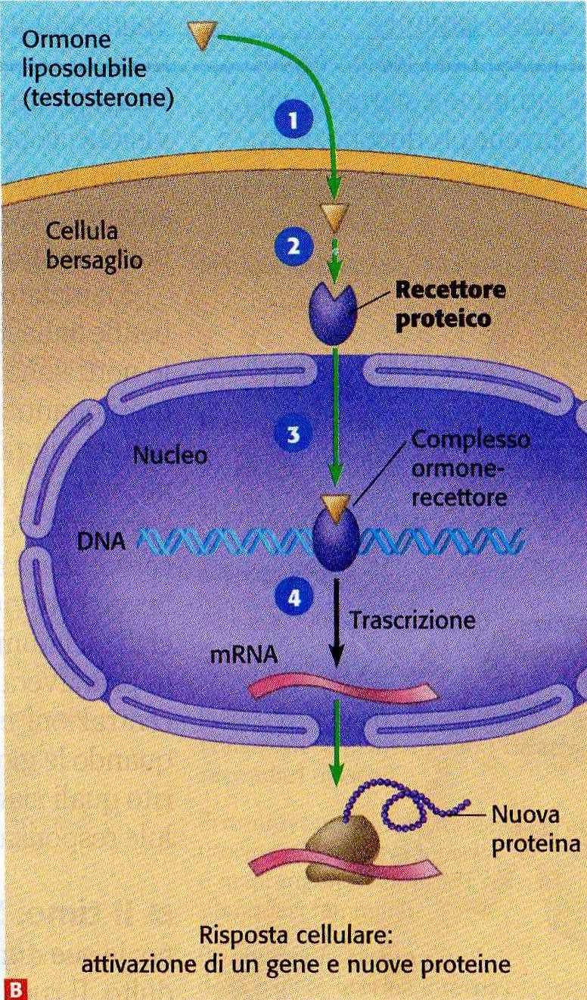 Ormone
liposolubile
(testosterone)
1
Cellula
bersaglio
2
Recettore
proteico
3
Nucleo
Complesso
ormone-
recettore
DNA
4
Trascrizione
mRNA
Nuova
proteina
Risposta cellulare:
attivazione di un gene e nuove proteine
B